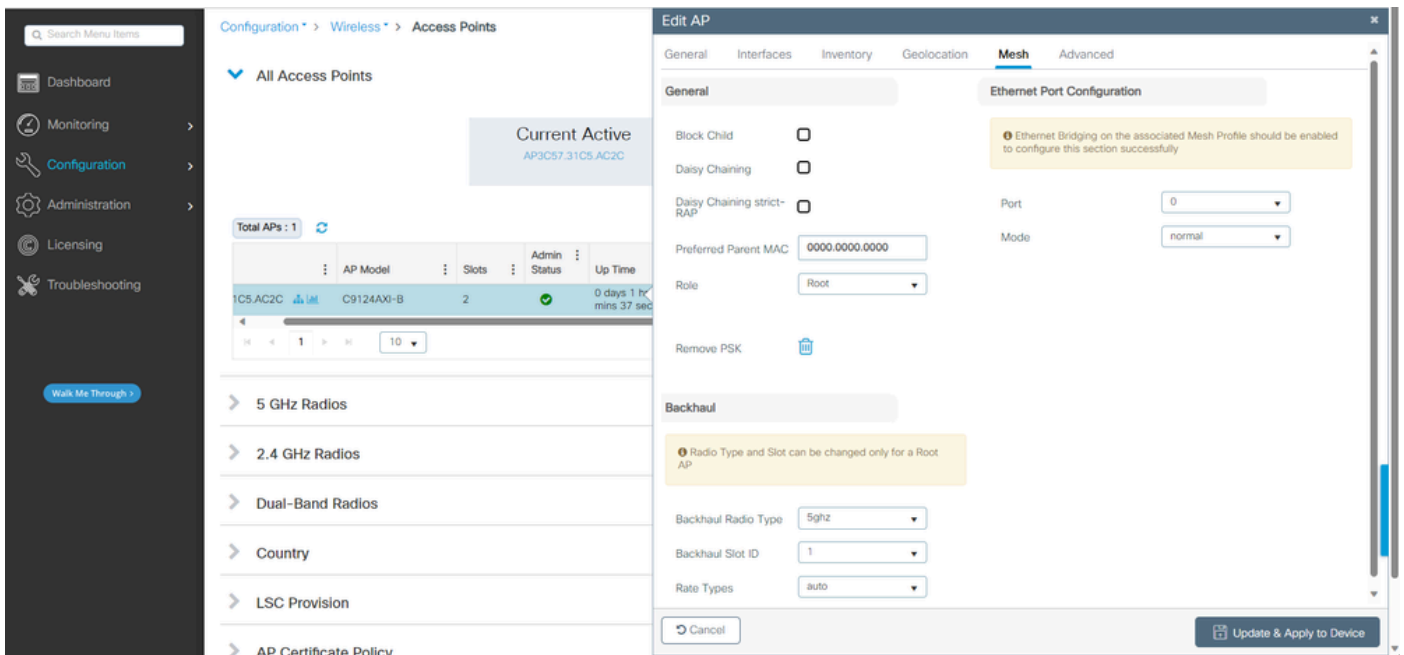 Search Menu Items
Dashboard
Monitoring
Configuration
Administration
Licensing
Troubleshooting
Walk Me Through >
Configuration > Wireless > Access Points
All Access Points
Current Active
AP3C57.31C5.AC2C
Total APs : 1
AP Model
Slots
Admin
Status
Up Time
1C5.AC2C
C9124AXI-B
2
0 days 1 h
mins 37 sec
1
10
5 GHz Radios
2.4 GHz Radios
Dual-Band Radios
Country
LSC Provision
AP Certificate Policy
Edit AP
General
Interfaces
Inventory
Geolocation
Mesh
Advanced
General
Block Child
Daisy Chaining
Daisy Chaining strict-
RAP
Preferred Parent MAC
0000.0000.0000
Role
Root
Remove PSK
Backhaul
Radio Type and Slot can be changed only for a Root
AP
Backhaul Radio Type
5ghz
Backhaul Slot ID
1
Rate Types
auto
Ethernet Port Configuration
Ethernet Bridging on the associated Mesh Profile should be enabled
to configure this section successfully
Port
0
Mode
normal
Cancel
Update & Apply to Device